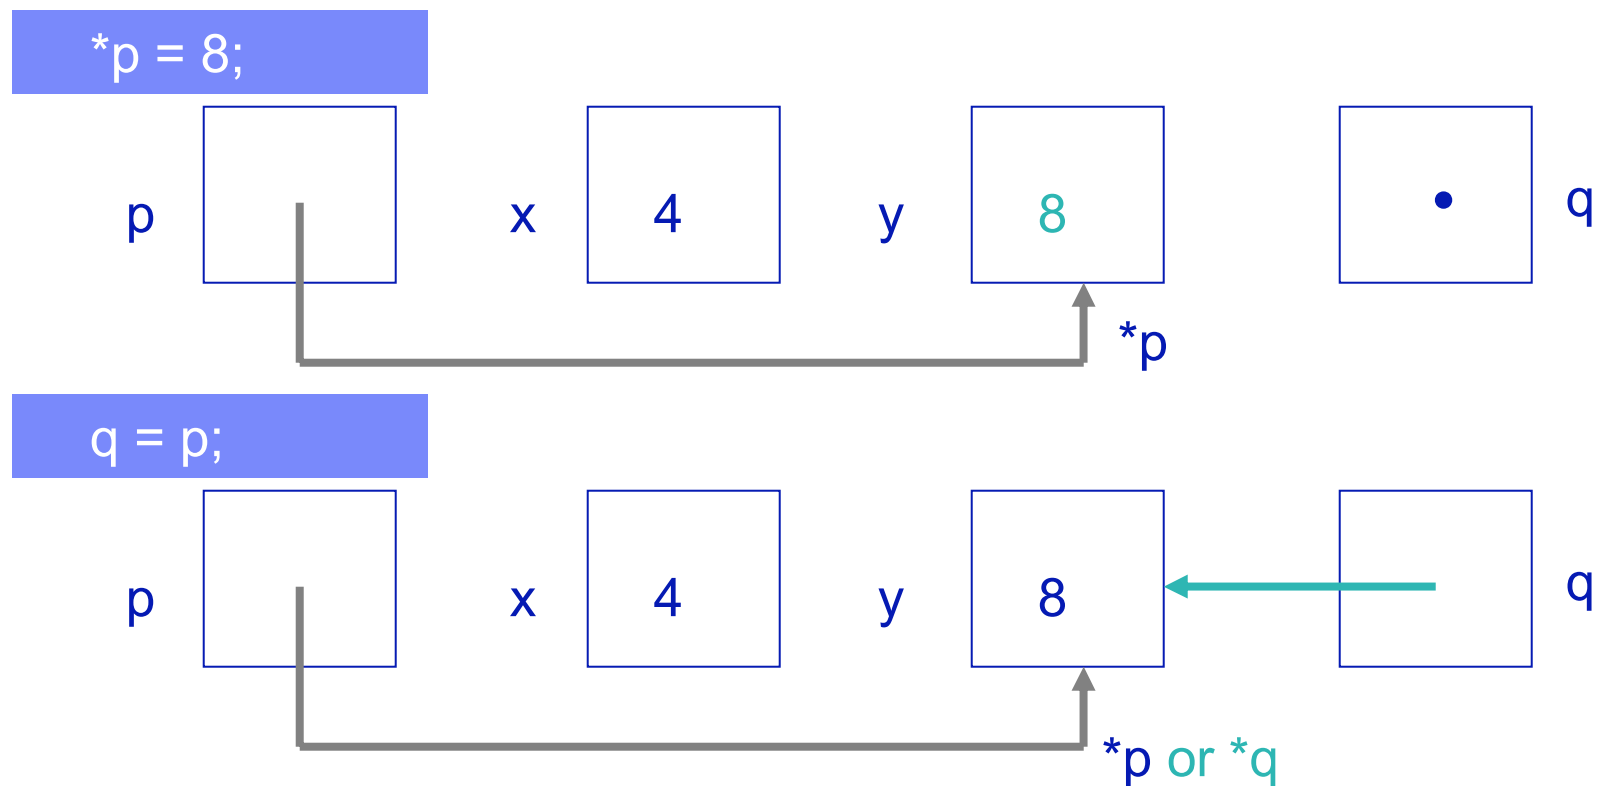 *p = 8;
p x 4 y 8 q
*p
q = p;
p x 4 y 8 q
*p or *q